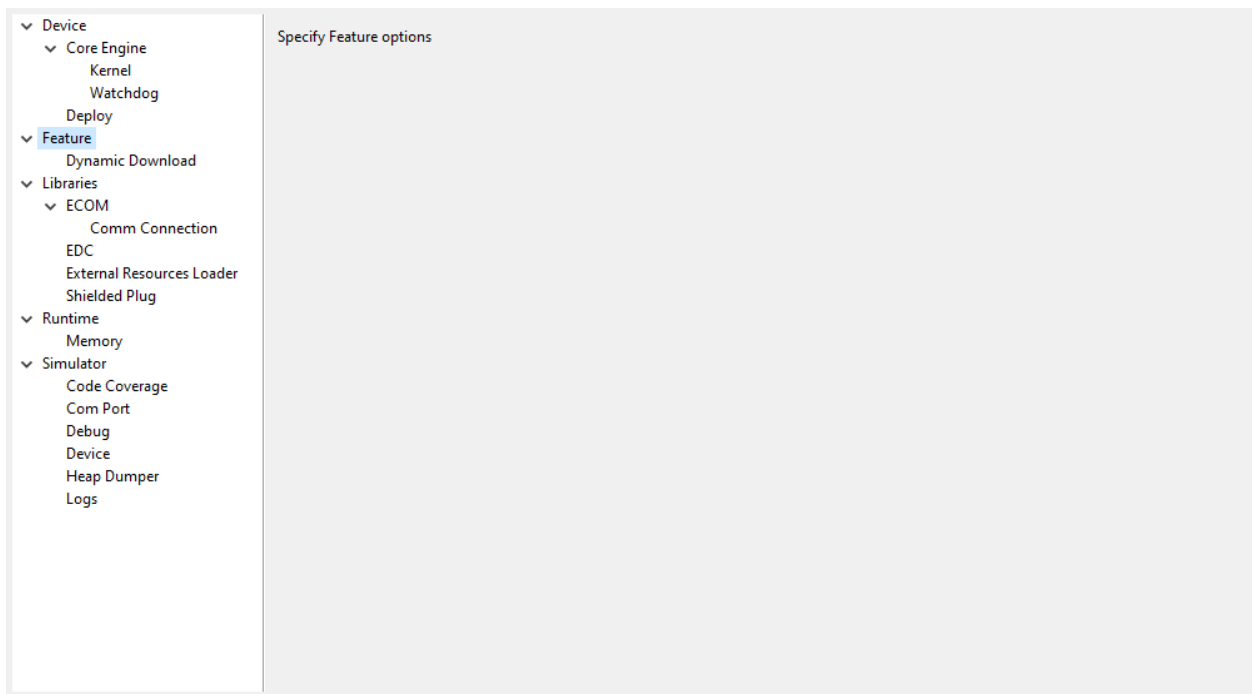 Device
Core Engine
Kernel
Watchdog
Deploy
Feature
Dynamic Download
Libraries
ECOM
Comm Connection
EDC
External Resources Loader
Shielded Plug
Runtime
Memory
Simulator
Code Coverage
Com Port
Debug
Device
Heap Dumper
Logs
Specify Feature options